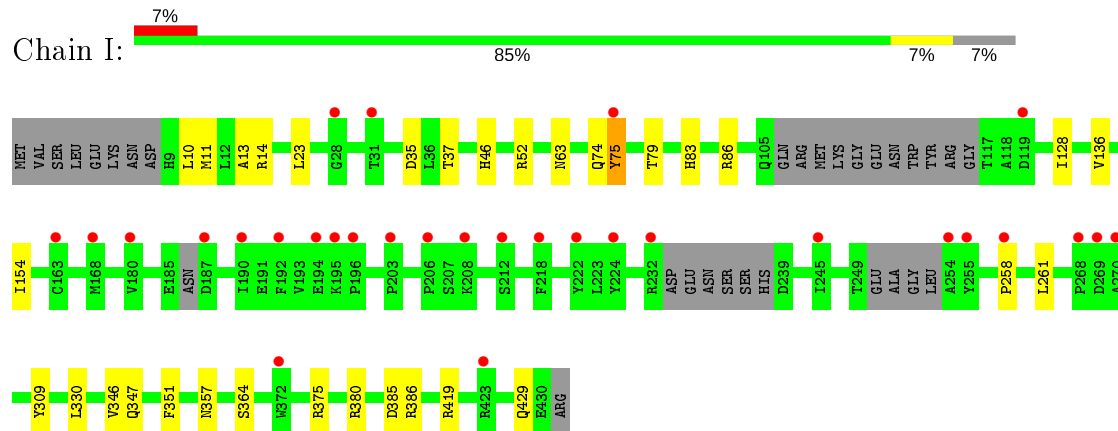 7%
Chain I:
85% 7% 7%
MET VAL SER LEU GLU LYS ASN ASP H9 L10 M11 L12 A13 R14 L23 G28 T31 D35 L36 T37 H46 R52 N63 Q74 Y75 T79 H83 R86 Q105 GLN ARG MET LYS GLY GLU ASN TRP TYR ARG GLY T117 A118 D119 I128 V136
I154 C163 M168 V180 E185 ASN D187 I190 E191 F192 V193 E194 K195 P196 P203 P206 S207 K208 S212 F218 Y222 L223 Y224 R232 ASP GLU ASN SER SER HIS D239 I245 T249 GLU ALA GLY LEU A254 Y255 P258 L261 P268 D269 A270
Y309 L330 V346 Q347 F351 N357 S364 W372 R375 R380 D385 R386 R419 R423 Q429 E430 ARG